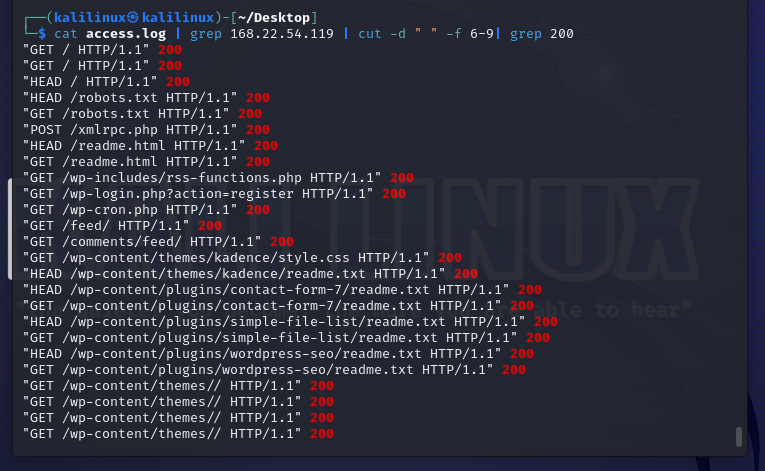 ┌──(kalilinux㉿kalilinux)-[~/Desktop]
└─$ cat access.log | grep 168.22.54.119 | cut -d " " -f 6-9| grep 200
"GET / HTTP/1.1" 200
"GET / HTTP/1.1" 200
"HEAD / HTTP/1.1" 200
"HEAD /robots.txt HTTP/1.1" 200
"GET /robots.txt HTTP/1.1" 200
"POST /xmlrpc.php HTTP/1.1" 200
"HEAD /readme.html HTTP/1.1" 200
"GET /readme.html HTTP/1.1" 200
"GET /wp-includes/rss-functions.php HTTP/1.1" 200
"GET /wp-login.php?action=register HTTP/1.1" 200
"GET /wp-cron.php HTTP/1.1" 200
"GET /feed/ HTTP/1.1" 200
"GET /comments/feed/ HTTP/1.1" 200
"GET /wp-content/themes/kadence/style.css HTTP/1.1" 200
"HEAD /wp-content/themes/kadence/readme.txt HTTP/1.1" 200
"HEAD /wp-content/plugins/contact-form-7/readme.txt HTTP/1.1" 200
"GET /wp-content/plugins/contact-form-7/readme.txt HTTP/1.1" 200
"HEAD /wp-content/plugins/simple-file-list/readme.txt HTTP/1.1" 200
"GET /wp-content/plugins/simple-file-list/readme.txt HTTP/1.1" 200
"HEAD /wp-content/plugins/wordpress-seo/readme.txt HTTP/1.1" 200
"GET /wp-content/plugins/wordpress-seo/readme.txt HTTP/1.1" 200
"GET /wp-content/themes// HTTP/1.1" 200
"GET /wp-content/themes// HTTP/1.1" 200
"GET /wp-content/themes// HTTP/1.1" 200
"GET /wp-content/themes// HTTP/1.1" 200
LINUX
able to hear"